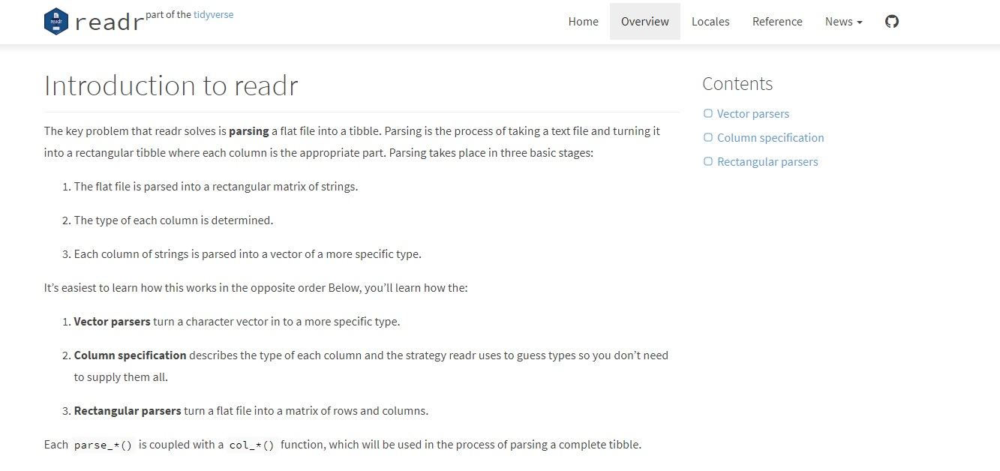 readr
readr part of the tidyverse
Home Overview Locales Reference News
Introduction to readr
The key problem that readr solves is parsing a flat file into a tibble. Parsing is the process of taking a text file and turning it
into a rectangular tibble where each column is the appropriate part. Parsing takes place in three basic stages:
1. The flat file is parsed into a rectangular matrix of strings.
2. The type of each column is determined.
3. Each column of strings is parsed into a vector of a more specific type.
It’s easiest to learn how this works in the opposite order Below, you’ll learn how the:
1. Vector parsers turn a character vector in to a more specific type.
2. Column specification describes the type of each column and the strategy readr uses to guess types so you don’t need
to supply them all.
3. Rectangular parsers turn a flat file into a matrix of rows and columns.
Each parse_*() is coupled with a col_*() function, which will be used in the process of parsing a complete tibble.
Contents
Vector parsers
Column specification
Rectangular parsers